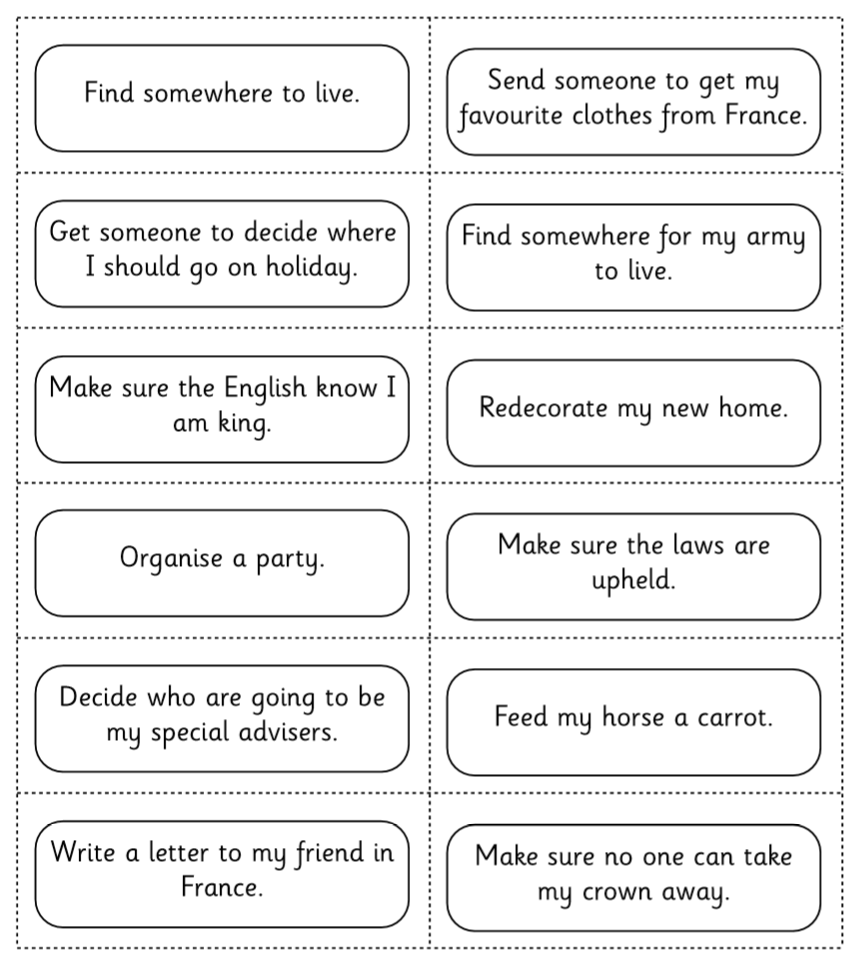 Find somewhere to live.
Send someone to get my
favourite clothes from France.
Get someone to decide where
I should go on holiday.
Find somewhere for my army
to live.
Make sure the English know I
am king.
Redecorate my new home.
Organise a party.
Make sure the laws are
upheld.
Decide who are going to be
my special advisers.
Feed my horse a carrot.
Write a letter to my friend in
France.
Make sure no one can take
my crown away.